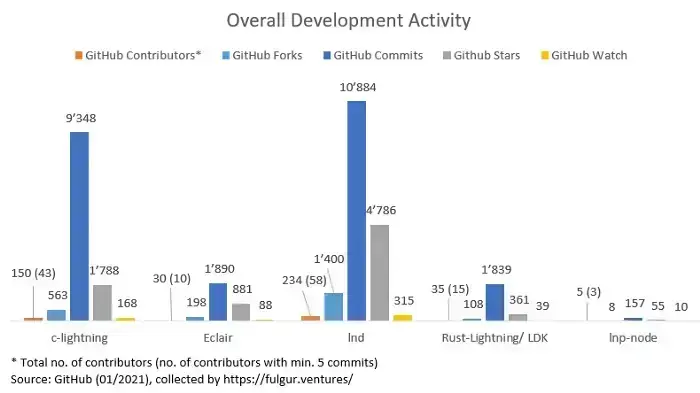 Overall Development Activity
GitHub Contributors* GitHub Forks GitHub Commits Github Stars GitHub Watch
150 (43) 563 9’348 1’788 168
30 (10) 198 1’890 881 88
234 (58) 1’400 10’884 4’786 315
35 (15) 108 1’839 361 39
5 (3) 8 157 55 10
c-lightning Eclair lnd Rust-Lightning/ LDK lnp-node
* Total no. of contributors (no. of contributors with min. 5 commits)
Source: GitHub (01/2021), collected by https://fulgur.ventures/